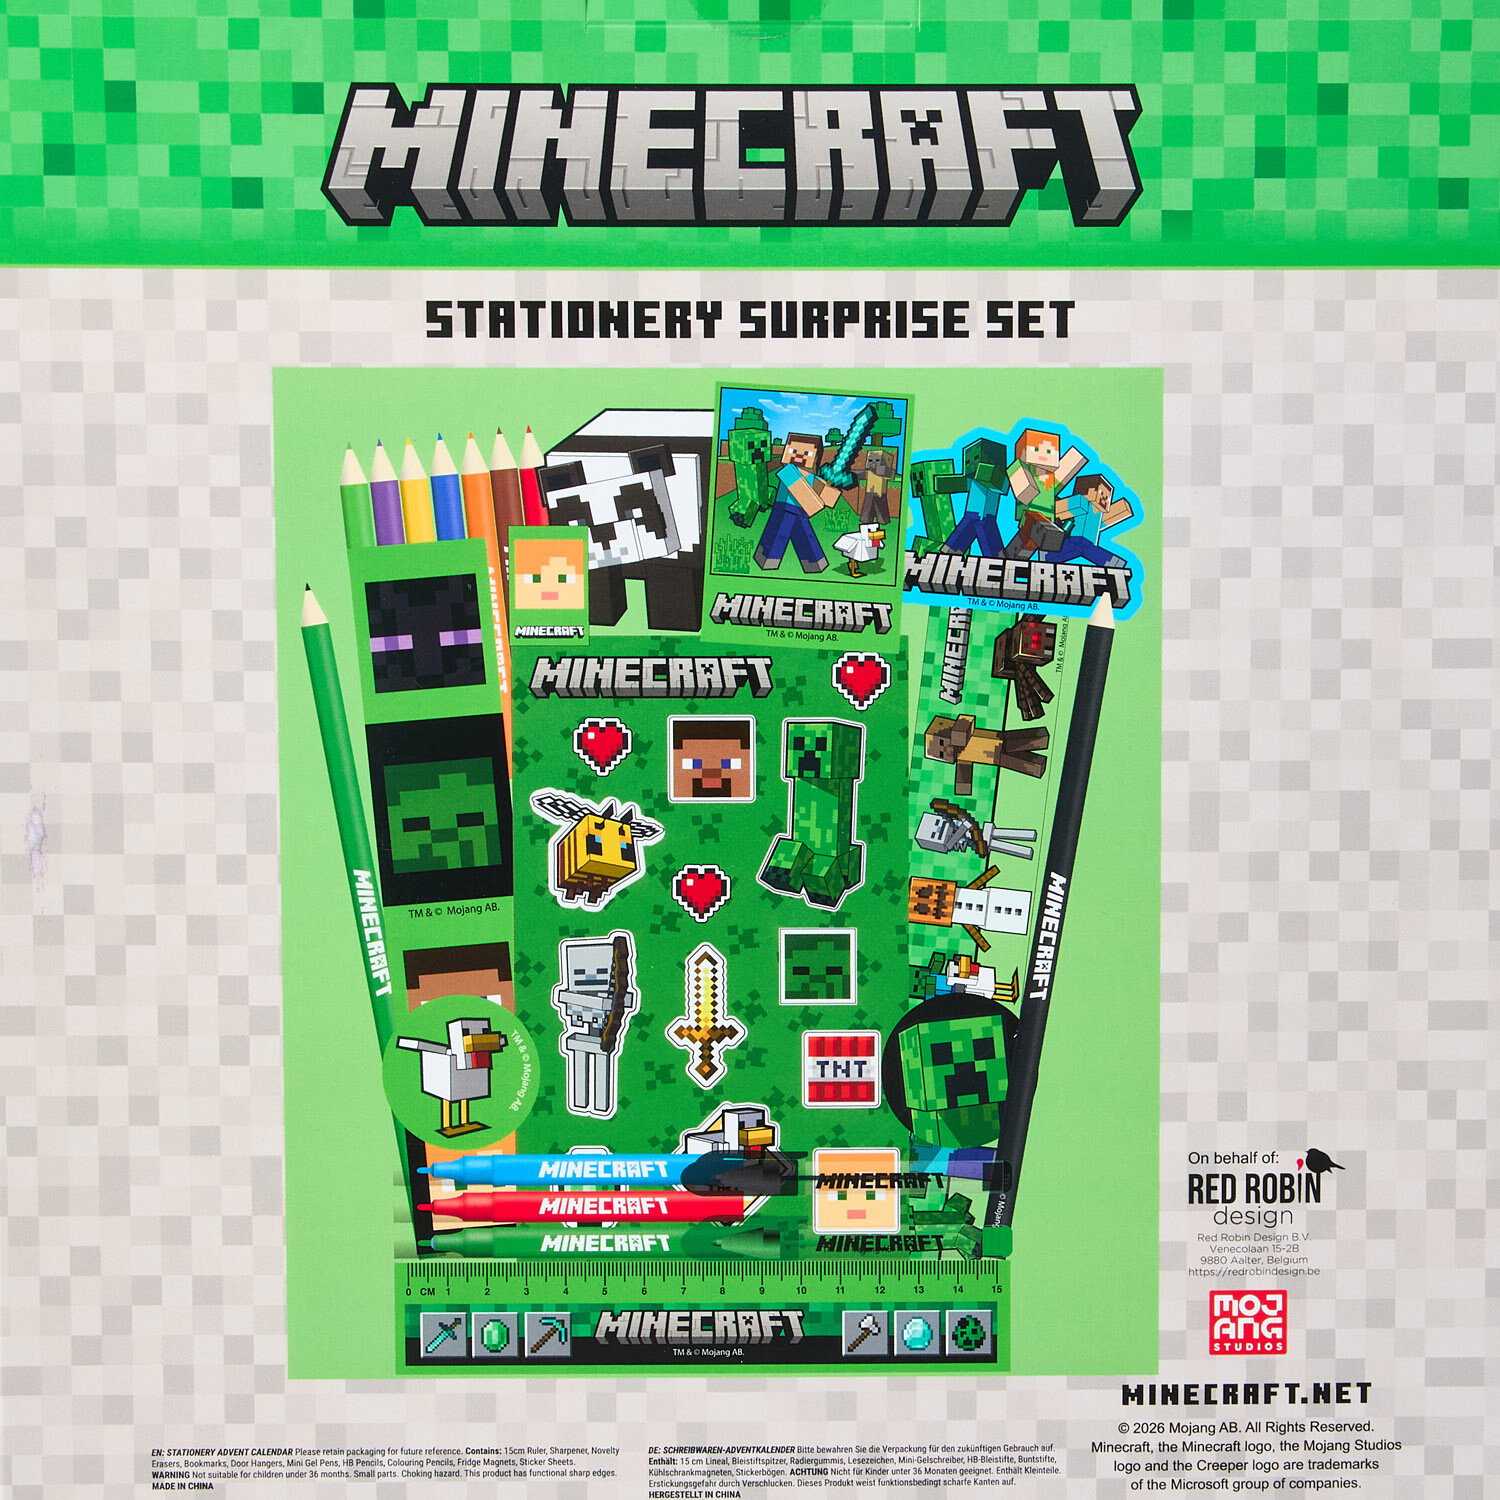 MINECRAFT
STATIONERY SURPRISE SET
MINECRAFT
TM & © Mojang AB.
MINECRAFT
TM & © Mojang AB.
MINECRAFT
MINECRAFT
MINECRAFT
TM & © Mojang A
MINECRAFT
TM & © Mojang AB.
MINECRAFT
MINECRAFT
TM & © Mojang AB.
TNT
MINECRAFT
MINECRAFT
MINECRAFT
MINECRAFT
MINECRAFT
© Mojang
0 CM 1 2 3 4 5 6 7 8 9 10 11 12 13 14 15
MINECRAFT
TM & © Mojang AB.
On behalf of:
RED ROBIN
design
Red Robin Design B.V.
Venecolaan 15-2B
9880 Aalter, Belgium
https://redrobindesign.be
MOJ
ANG
STUDIOS
MINECRAFT.NET
© 2026 Mojang AB. All Rights Reserved.
Minecraft, the Minecraft logo, the Mojang Studios
logo and the Creeper logo are trademarks
of the Microsoft group of companies.
EN: STATIONERY ADVENT CALENDAR Please retain packaging for future reference. Contains: 15cm Ruler, Sharpener, Novelty
Erasers, Bookmarks, Door Hangers, Mini Gel Pens, HB Pencils, Colouring Pencils, Fridge Magnets, Sticker Sheets.
WARNING Not suitable for children under 36 months. Small parts. Choking hazard. This product has functional sharp edges.
MADE IN CHINA
DE: SCHREIBWAREN-ADVENTKALENDER Bitte bewahren Sie die Verpackung für den zukünftigen Gebrauch auf.
Enthält: 15 cm Lineal, Bleistiftspitzer, Radiergummis, Lesezeichen, Mini-Gelschreiber, HB-Bleistifte, Buntstifte,
Kühlschrankmagneten, Stickerbögen. ACHTUNG Nicht für Kinder unter 36 Monaten geeignet. Enthält Kleinteile.
Erstickungsgefahr durch Verschlucken. Dieses Produkt weist funktionsbedingt scharfe Kanten auf.
HERGESTELLT IN CHINA